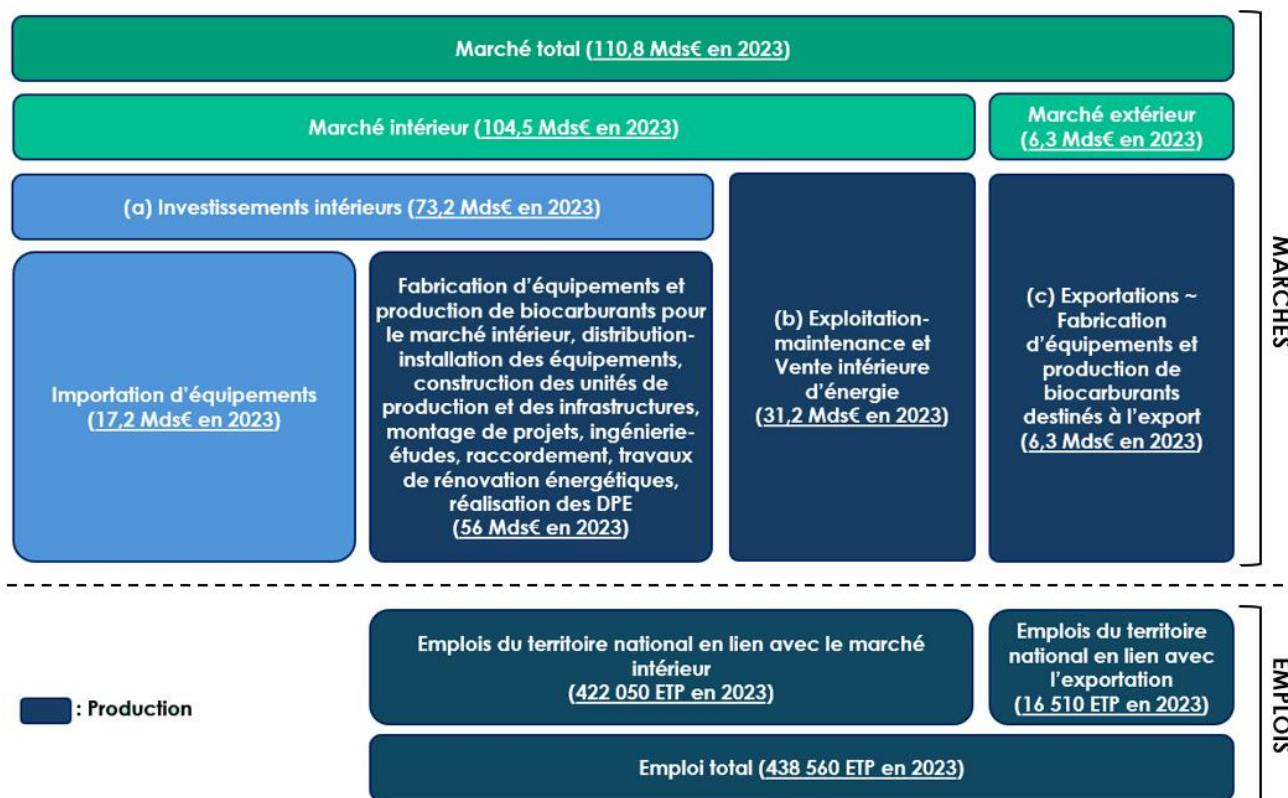 Marché total (110,8 Mds€ en 2023)
Marché intérieur (104,5 Mds€ en 2023)
Marché extérieur
(6,3 Mds€ en 2023)
(a) Investissements intérieurs (73,2 Mds€ en 2023)
Importation d'équipements
(17,2 Mds€ en 2023)
Fabrication d'équipements et
production de biocarburants pour
le marché intérieur, distribution-
installation des équipements,
construction des unités de
production et des infrastructures,
montage de projets, ingénierie-
études, raccordement, travaux
de rénovation énergétiques,
réalisation des DPE
(56 Mds€ en 2023)
(b) Exploitation-
maintenance et
Vente intérieure
d'énergie
(31,2 Mds€ en 2023)
(c) Exportations ~
Fabrication
d'équipements et
production de
biocarburants
destinés à l'export
(6,3 Mds€ en 2023)
MARCHES
Emplois du territoire national en lien avec le marché
intérieur
(422 050 ETP en 2023)
Emplois du territoire
national en lien avec
l'exportation
(16 510 ETP en 2023)
: Production
Emploi total (438 560 ETP en 2023)
EMPLOIS